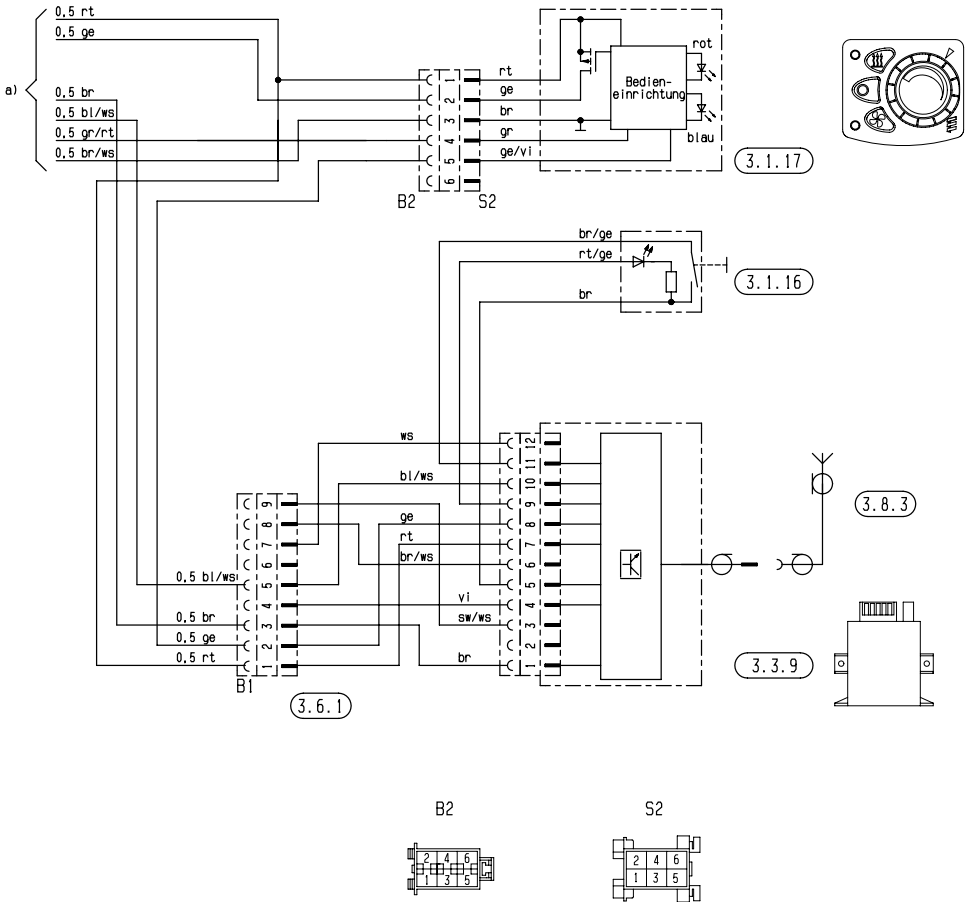 0,5 rt
0,5 ge
a)
0,5 br
0,5 bl/ws
0,5 gr/rt
0,5 br/ws
1
2
3
4
5
6
B2
S2
rt
ge
br
gr
ge/vi
Bedien-
einrichtung
rot
blau
3.1.17
br/ge
rt/ge
br
3.1.16
ws
bl/ws
ge
rt
br/ws
vi
sw/ws
br
12
11
10
9
8
7
6
5
4
3
2
1
3.8.3
3.3.9
9
8
7
6
5
4
3
2
1
0,5 bl/ws
0,5 br
0,5 ge
0,5 rt
B1
3.6.1
B2
S2
2 4 6
1 3 5
2 4 6
1 3 5